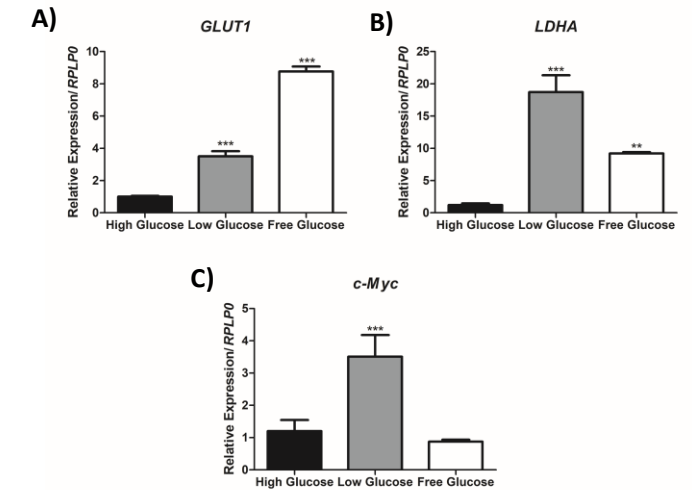 A)
GLUT1
Relative Expression/RPLP0
10
8
6
4
2
0
***
***
High Glucose Low Glucose Free Glucose
B)
LDHA
Relative Expression/RPLP0
25
20
15
10
5
0
***
**
High Glucose Low Glucose Free Glucose
C)
c-Myc
Relative Expression/RPLP0
5
4
3
2
1
0
***
High Glucose Low Glucose Free Glucose